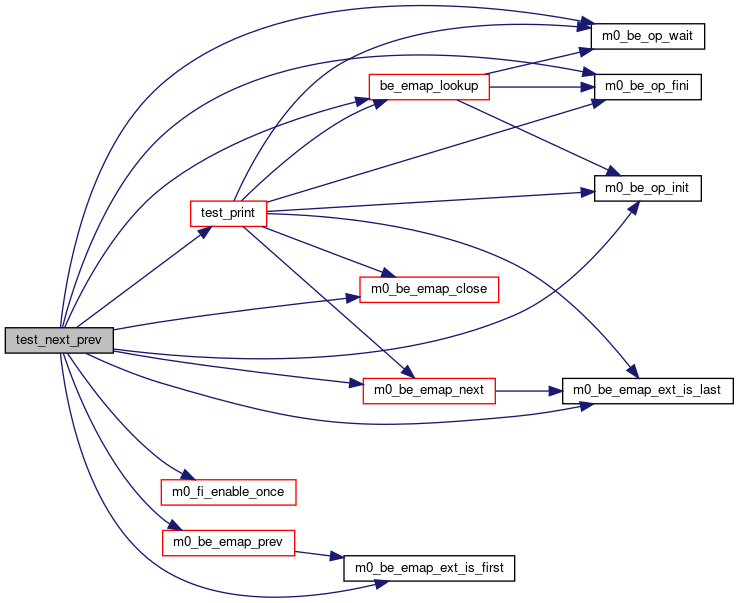 m0_be_op_wait
be_emap_lookup
m0_be_op_fini
m0_be_op_init
test_print
m0_be_emap_close
test_next_prev
m0_be_emap_next
m0_be_emap_ext_is_last
m0_fi_enable_once
m0_be_emap_prev
m0_be_emap_ext_is_first